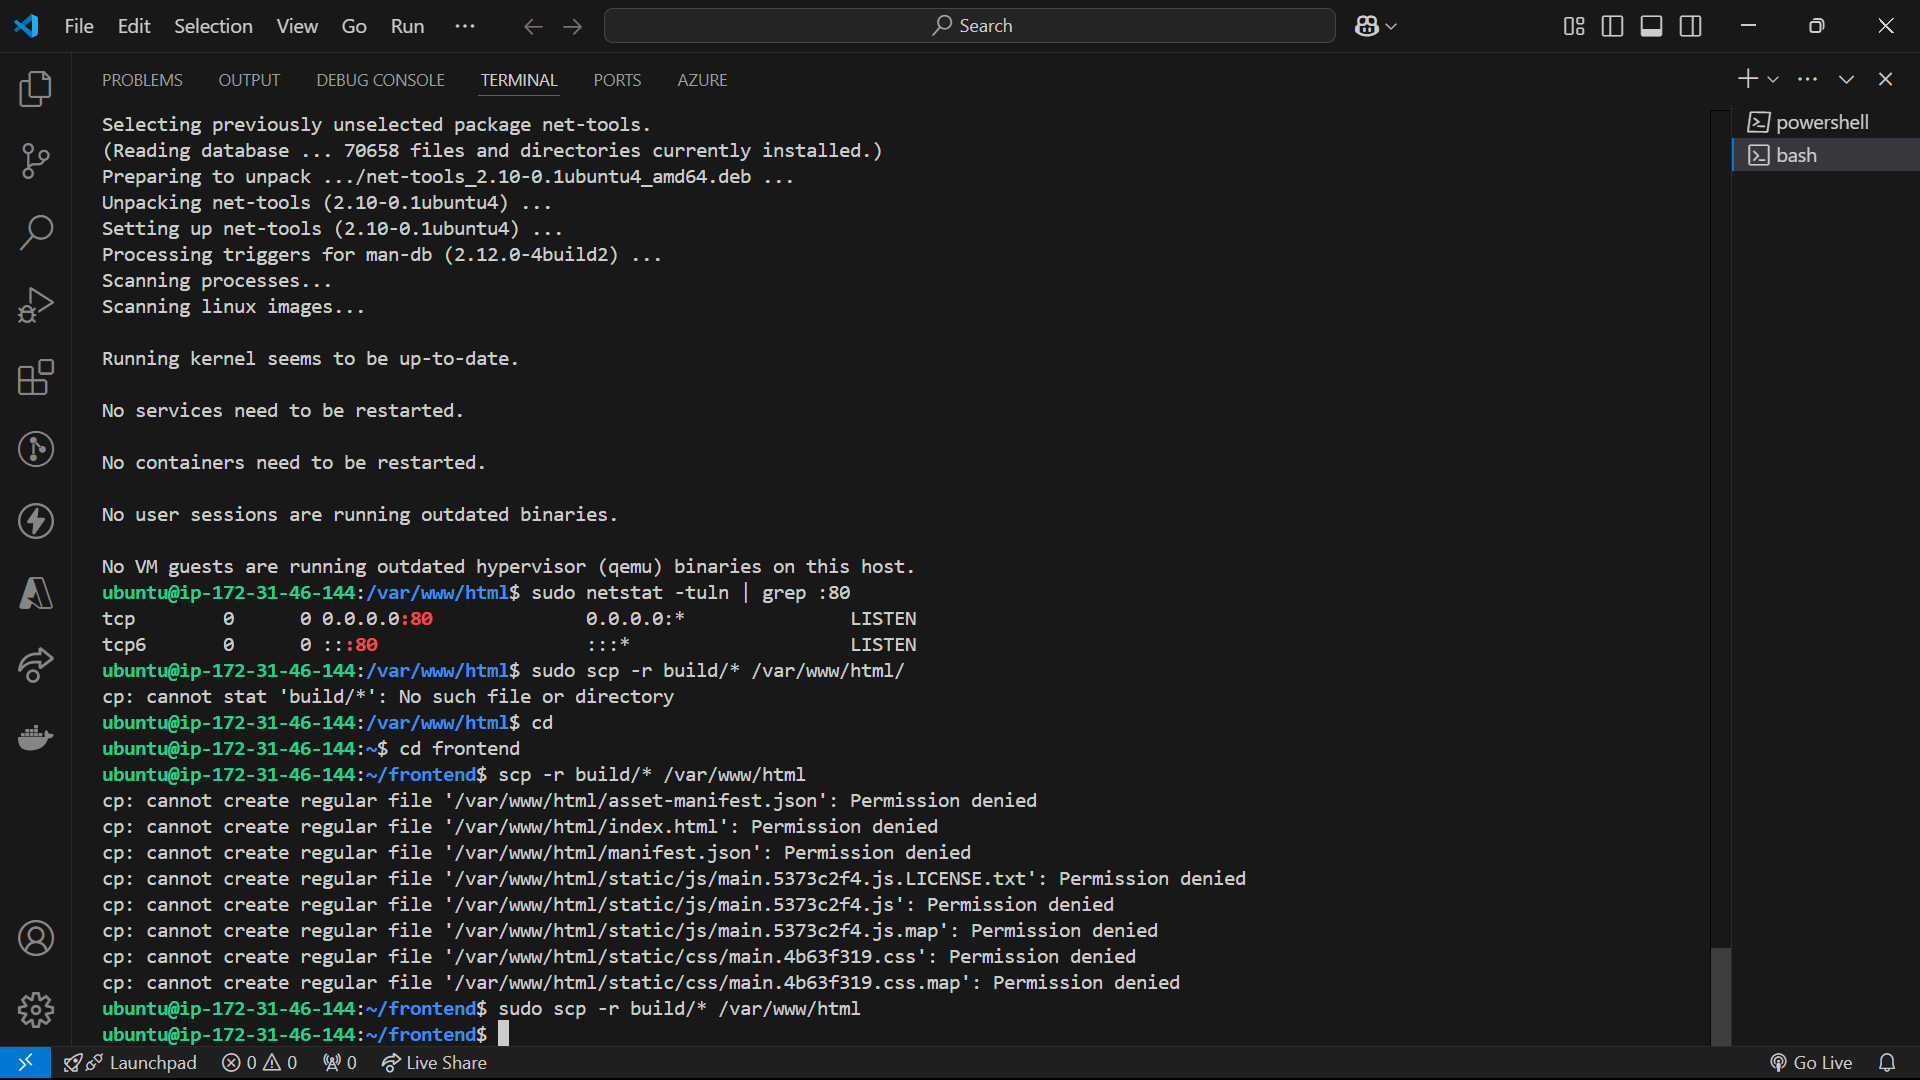 File Edit Selection View Go Run ···
Search
PROBLEMS OUTPUT DEBUG CONSOLE TERMINAL PORTS AZURE
powershell
bash
Selecting previously unselected package net-tools.
(Reading database ... 70658 files and directories currently installed.)
Preparing to unpack .../net-tools_2.10-0.1ubuntu4_amd64.deb ...
Unpacking net-tools (2.10-0.1ubuntu4) ...
Setting up net-tools (2.10-0.1ubuntu4) ...
Processing triggers for man-db (2.12.0-4build2) ...
Scanning processes...
Scanning linux images...
Running kernel seems to be up-to-date.
No services need to be restarted.
No containers need to be restarted.
No user sessions are running outdated binaries.
No VM guests are running outdated hypervisor (qemu) binaries on this host.
ubuntu@ip-172-31-46-144:/var/www/html$ sudo netstat -tuln | grep :80
tcp 0 0 0.0.0.0:80 0.0.0.0:* LISTEN
tcp6 0 0 :::80 :::* LISTEN
ubuntu@ip-172-31-46-144:/var/www/html$ sudo scp -r build/* /var/www/html/
cp: cannot stat 'build/*': No such file or directory
ubuntu@ip-172-31-46-144:/var/www/html$ cd
ubuntu@ip-172-31-46-144:~$ cd frontend
ubuntu@ip-172-31-46-144:~/frontend$ scp -r build/* /var/www/html
cp: cannot create regular file '/var/www/html/asset-manifest.json': Permission denied
cp: cannot create regular file '/var/www/html/index.html': Permission denied
cp: cannot create regular file '/var/www/html/manifest.json': Permission denied
cp: cannot create regular file '/var/www/html/static/js/main.5373c2f4.js.LICENSE.txt': Permission denied
cp: cannot create regular file '/var/www/html/static/js/main.5373c2f4.js': Permission denied
cp: cannot create regular file '/var/www/html/static/js/main.5373c2f4.js.map': Permission denied
cp: cannot create regular file '/var/www/html/static/css/main.4b63f319.css': Permission denied
cp: cannot create regular file '/var/www/html/static/css/main.4b63f319.css.map': Permission denied
ubuntu@ip-172-31-46-144:~/frontend$ sudo scp -r build/* /var/www/html
ubuntu@ip-172-31-46-144:~/frontend$
Launchpad 0 0 0 Live Share Go Live